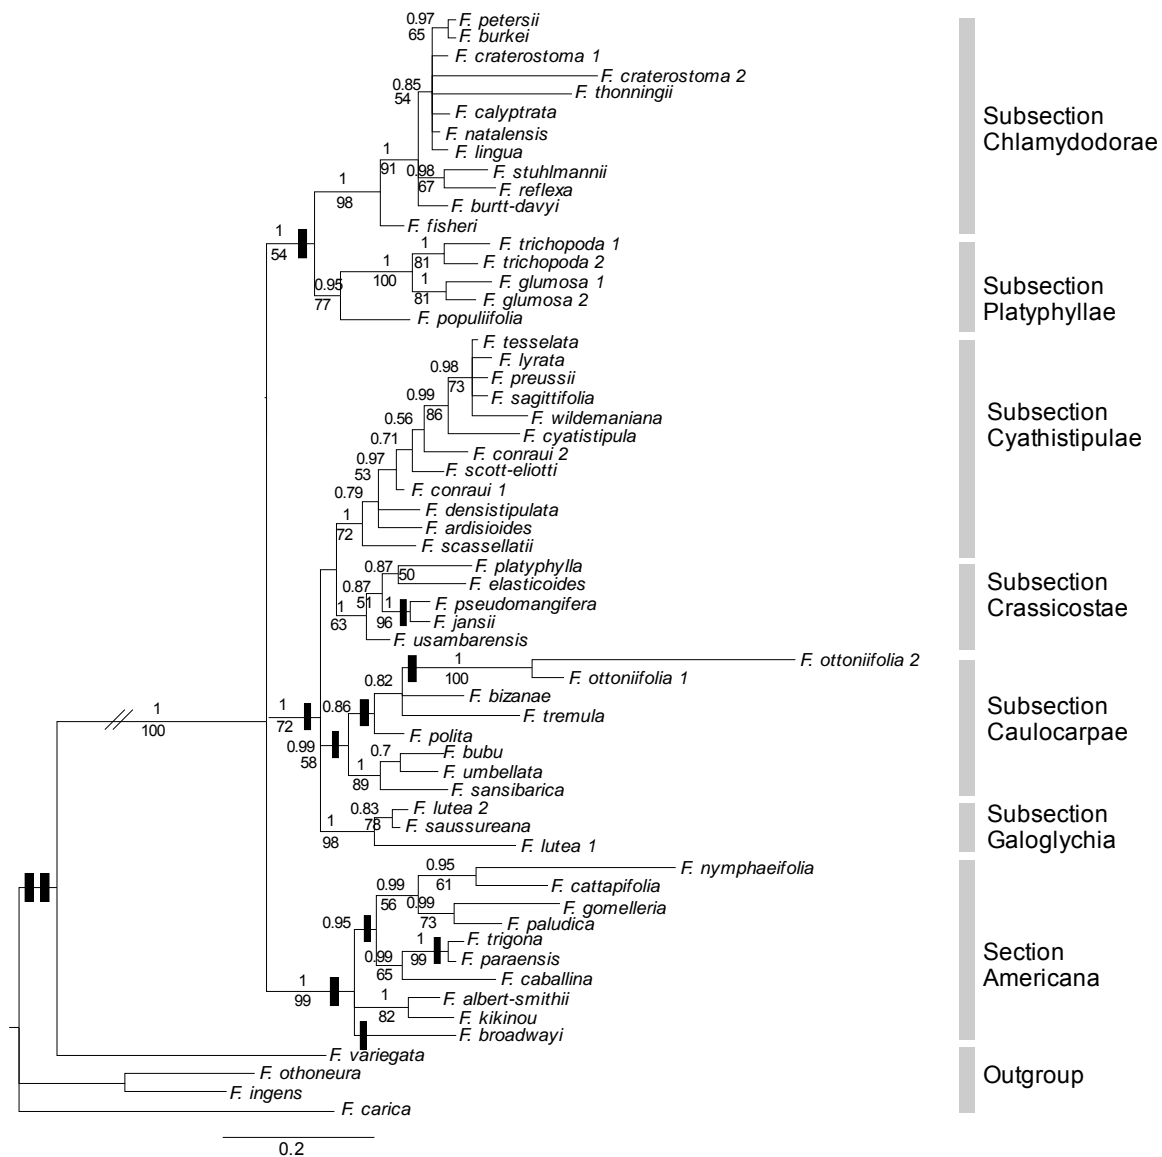 0.97
F. petersii
65
F. burkei
F. craterostoma 1
F. craterostoma 2
0.85
54
F. thonningii
F. calyptrata
F. natalensis
F. lingua
1
91
0.98
67
F. stuhlmannii
F. reflexa
F. burtt-davyi
1
98
F. fisheri
Subsection
Chlamydodorae
1
54
1
81
F. trichopoda 1
F. trichopoda 2
1
100
1
81
F. glumosa 1
F. glumosa 2
0.95
77
F. populiifolia
Subsection
Platyphyllae
F. tesselata
F. lyrata
0.98
73
F. preussii
F. sagittifolia
F. wildemaniana
0.99
86
F. cyatistipula
0.56
F. conraui 2
0.71
F. scott-eliotti
0.97
53
F. conraui 1
0.79
F. densistipulata
F. ardisioides
1
72
F. scassellatii
Subsection
Cyathistipulae
0.87
50
F. platyphylla
F. elasticoides
0.87
51
1
96
F. pseudomangifera
F. jansii
1
63
F. usambarensis
Subsection
Crassicostae
1
100
F. ottoniifolia 2
F. ottoniifolia 1
0.82
F. bizanae
F. tremula
0.86
F. polita
1
72
0.99
58
0.7
F. bubu
F. umbellata
1
89
F. sansibarica
Subsection
Caulocarpae
0.83
78
F. lutea 2
F. saussureana
1
98
F. lutea 1
Subsection
Galoglychia
1
100
0.95
61
F. nymphaeifolia
F. cattapifolia
0.99
56
0.99
73
F. gomelleria
F. paludica
0.95
1
99
F. trigona
F. paraensis
0.99
65
F. caballina
1
99
1
82
F. albert-smithii
F. kikinou
F. broadwayi
Section
Americana
F. variegata
F. othoneura
F. ingens
F. carica
Outgroup
0.2